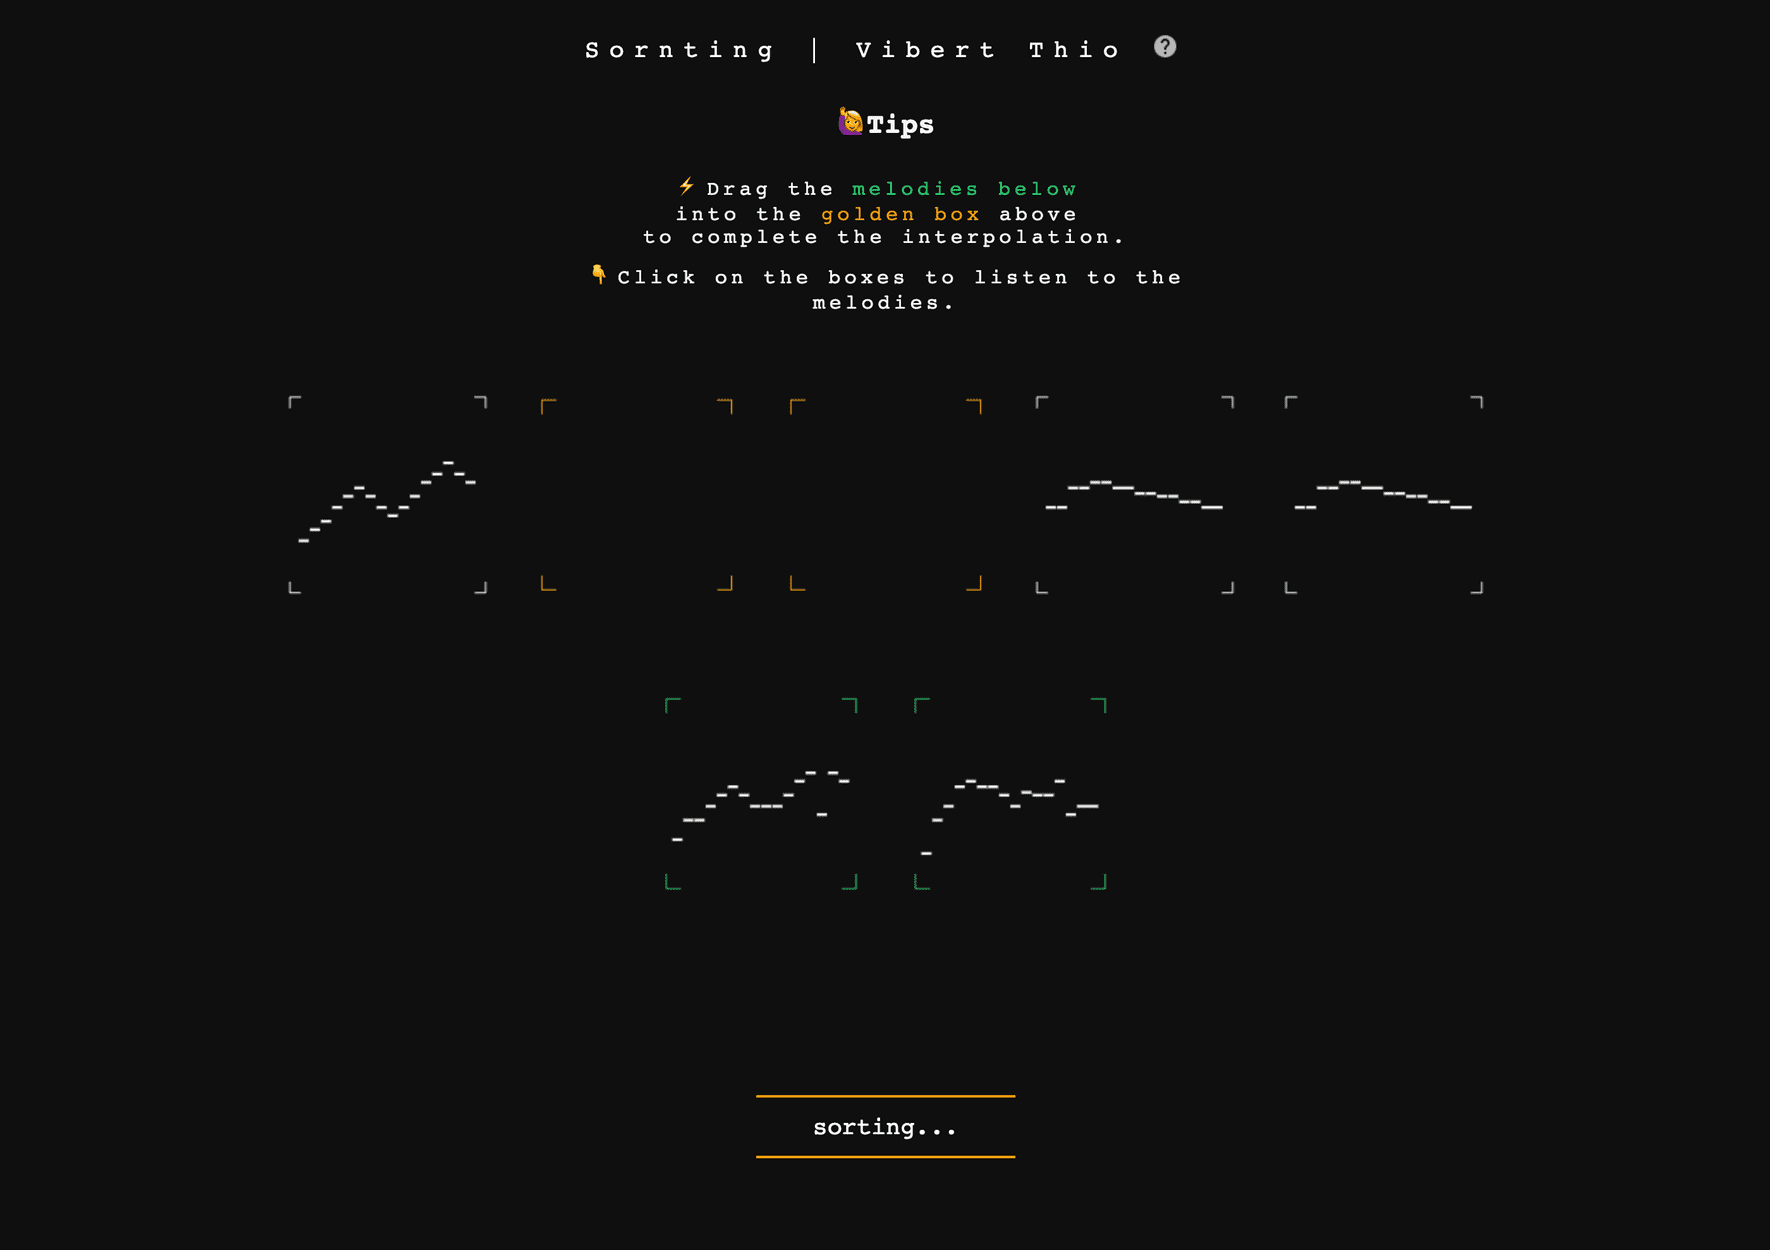 Sornting | Vibert Thio ?
🙋Tips
⚡Drag the melodies below
into the golden box above
to complete the interpolation.
👇Click on the boxes to listen to the
melodies.
sorting...